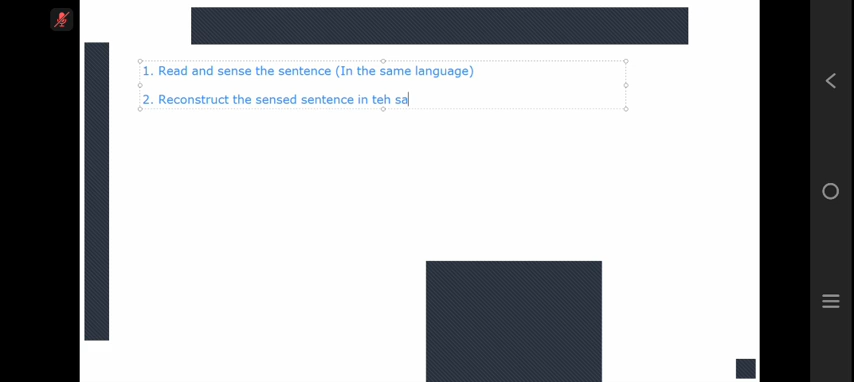 1. Read and sense the sentence (In the same language)
2. Reconstruct the sensed sentence in teh sa